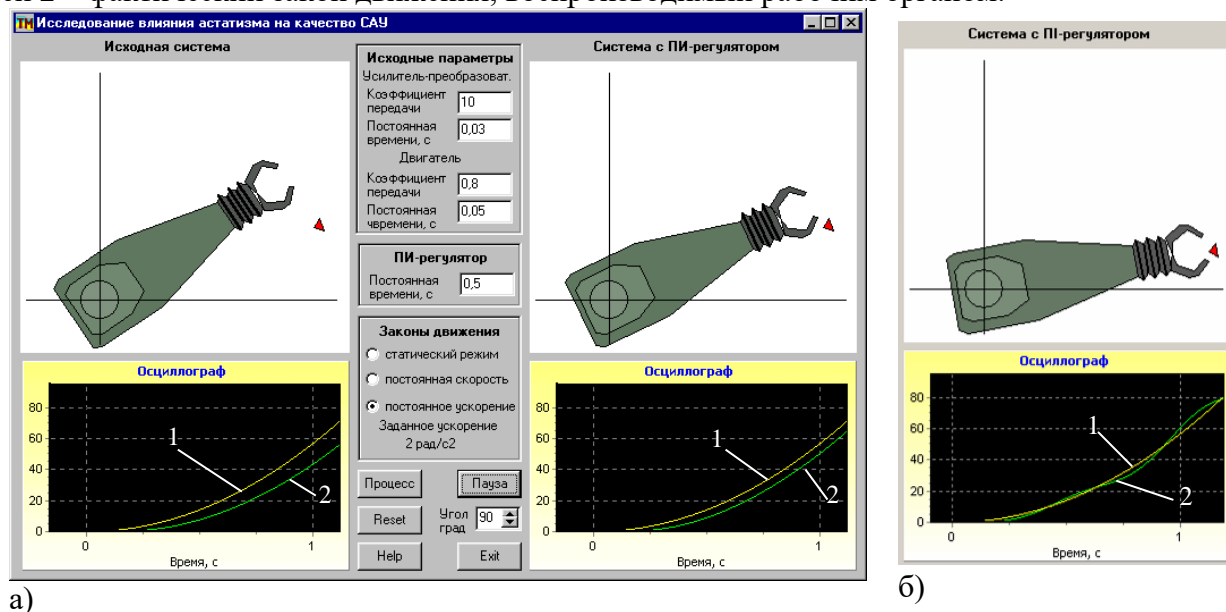 Исследование влияния астатизма на качество САУ
Исходная система
Исходные параметры
Усилитель-преобразоват.
Коэффициент
передачи
10
Постоянная
времени, с
0,03
Двигатель
Коэффициент
передачи
0,8
Постоянная
чвремени, с
0,05
ПИ-регулятор
Постоянная
времени, с
0,5
Законы движения
статический режим
постоянная скорость
постоянное ускорение
Заданное ускорение
2 рад/с2
Процесс
Пауза
Reset
Угол
град
90
Help
Exit
Осциллограф
80
60
40
20
0
0
1
Время, с
1
2
Система с ПИ-регулятором
Осциллограф
80
60
40
20
0
0
1
Время, с
1
2
а)
Система с ПI-регулятором
Осциллограф
80
60
40
20
0
0
1
Время, с
1
2
б)